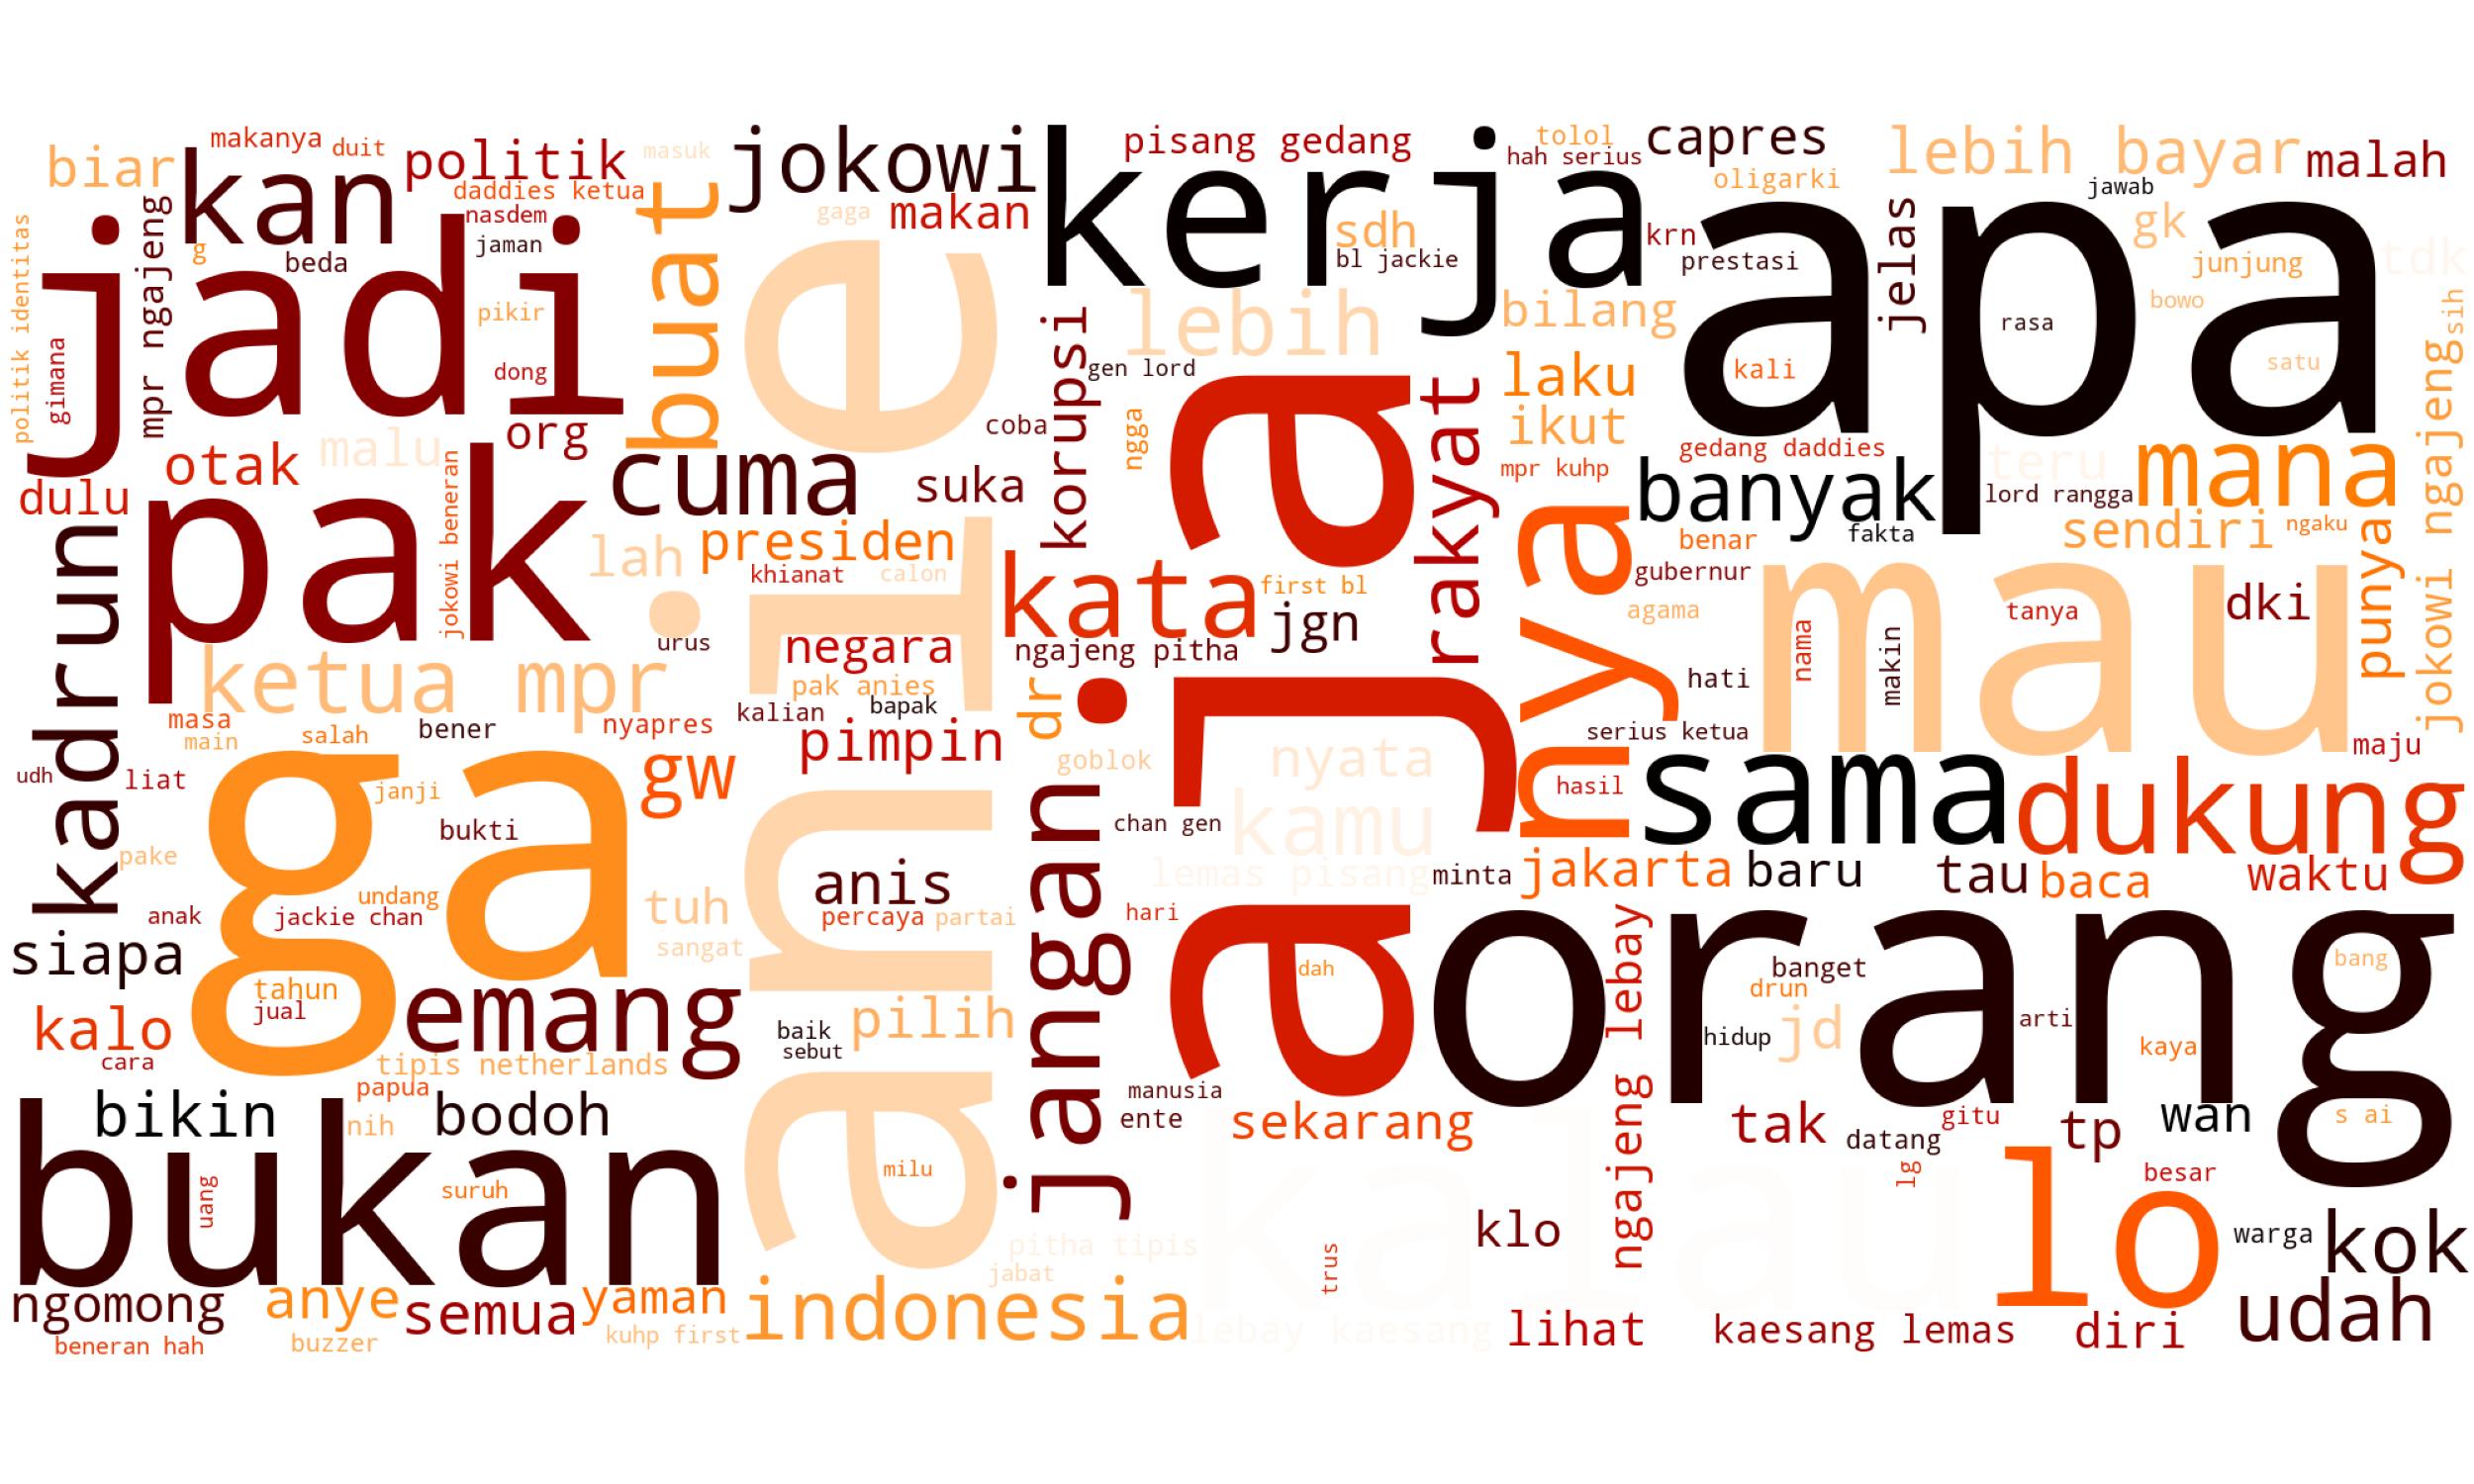 makanya
duit
politik
masuk
jokowi
kerja
pisang gedang
tolol
hah serius
capres
lebih bayar
malah
biar
kan
daddies ketua
nasdem
jaman
beda
g
mpr ngajeng
politik identitas
gimana
jadi
pikir
dong
buat
gaga
makan
sdh
bl jackie
krn
prestasi
oligarki
jelas
jawab
gk
junjung
tdk
bowo
rasa
satu
kali
apa
sih
jokowi ngajeng
anies
lebih
korupsi
gen lord
coba
ngga
aja
rakyat
bilang
laku
ikut
mpr kuhp
gedang daddies
teru
lord rangga
mana
org
otak
malu
dulu
pak
jokowi beneran
cuma
suka
lah
presiden
khianat
calon
kata
first bl
jgn
nya
banyak
benar
fakta
sendiri
ngaku
punya
gubernur
agama
mau
tanya
nama
makin
dki
hati
kadrun
ketua mpr
urus
negara
ngajeng pitha
pak anies
bapak
kalian
dr
pimpin
masa
main
salah
bener
nyapres
gw
goblok
nyata
serius ketua
maju
udh
liat
ga
janji
bukti
chan gen
kamu
hasil
sama
dukung
pake
undang
anak
jackie chan
tuh
anis
percaya
partai
sangat
jangan
lemas pisang
minta
jakarta
baru
tau
baca
waktu
hari
siapa
tahun
jual
emang
pilih
baik
sebut
dah
orang
ngajeng lebay
banget
drun
hidup
jd
arti
kaya
bang
kalo
cara
tipis netherlands
papua
manusia
ente
sekarang
tak
datang
gitu
tp
wan
s ai
bikin
bodoh
nih
bukan
uang
suruh
milu
lg
lo
besar
klo
warga
kok
pitha tipis
jabat
trus
ngomong
anye
semua
yaman
indonesia
udah
beneran hah
buzzer
kuhp first
lebay kaesang
lihat
kaesang lemas
diri